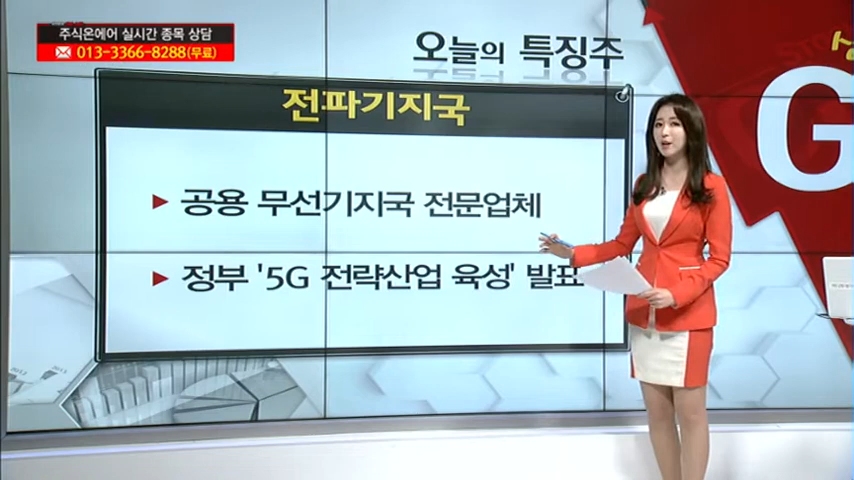 주식온에어 실시간 종목 상담
013-3366-8288(무료)
오늘의 특징주
전파기지국
▶ 공용 무선기지국 전문업체
▶ 정부 '5G 전략산업 육성' 발표
G